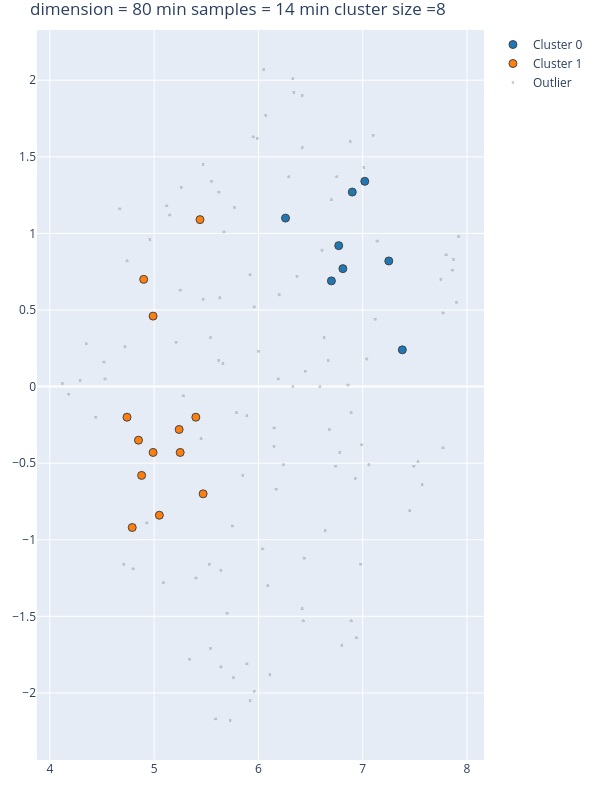 dimension = 80 min samples = 14 min cluster size =8
Cluster 0
Cluster 1
Outlier
2
1.5
1
0.5
0
−0.5
−1
−1.5
−2
4 5 6 7 8